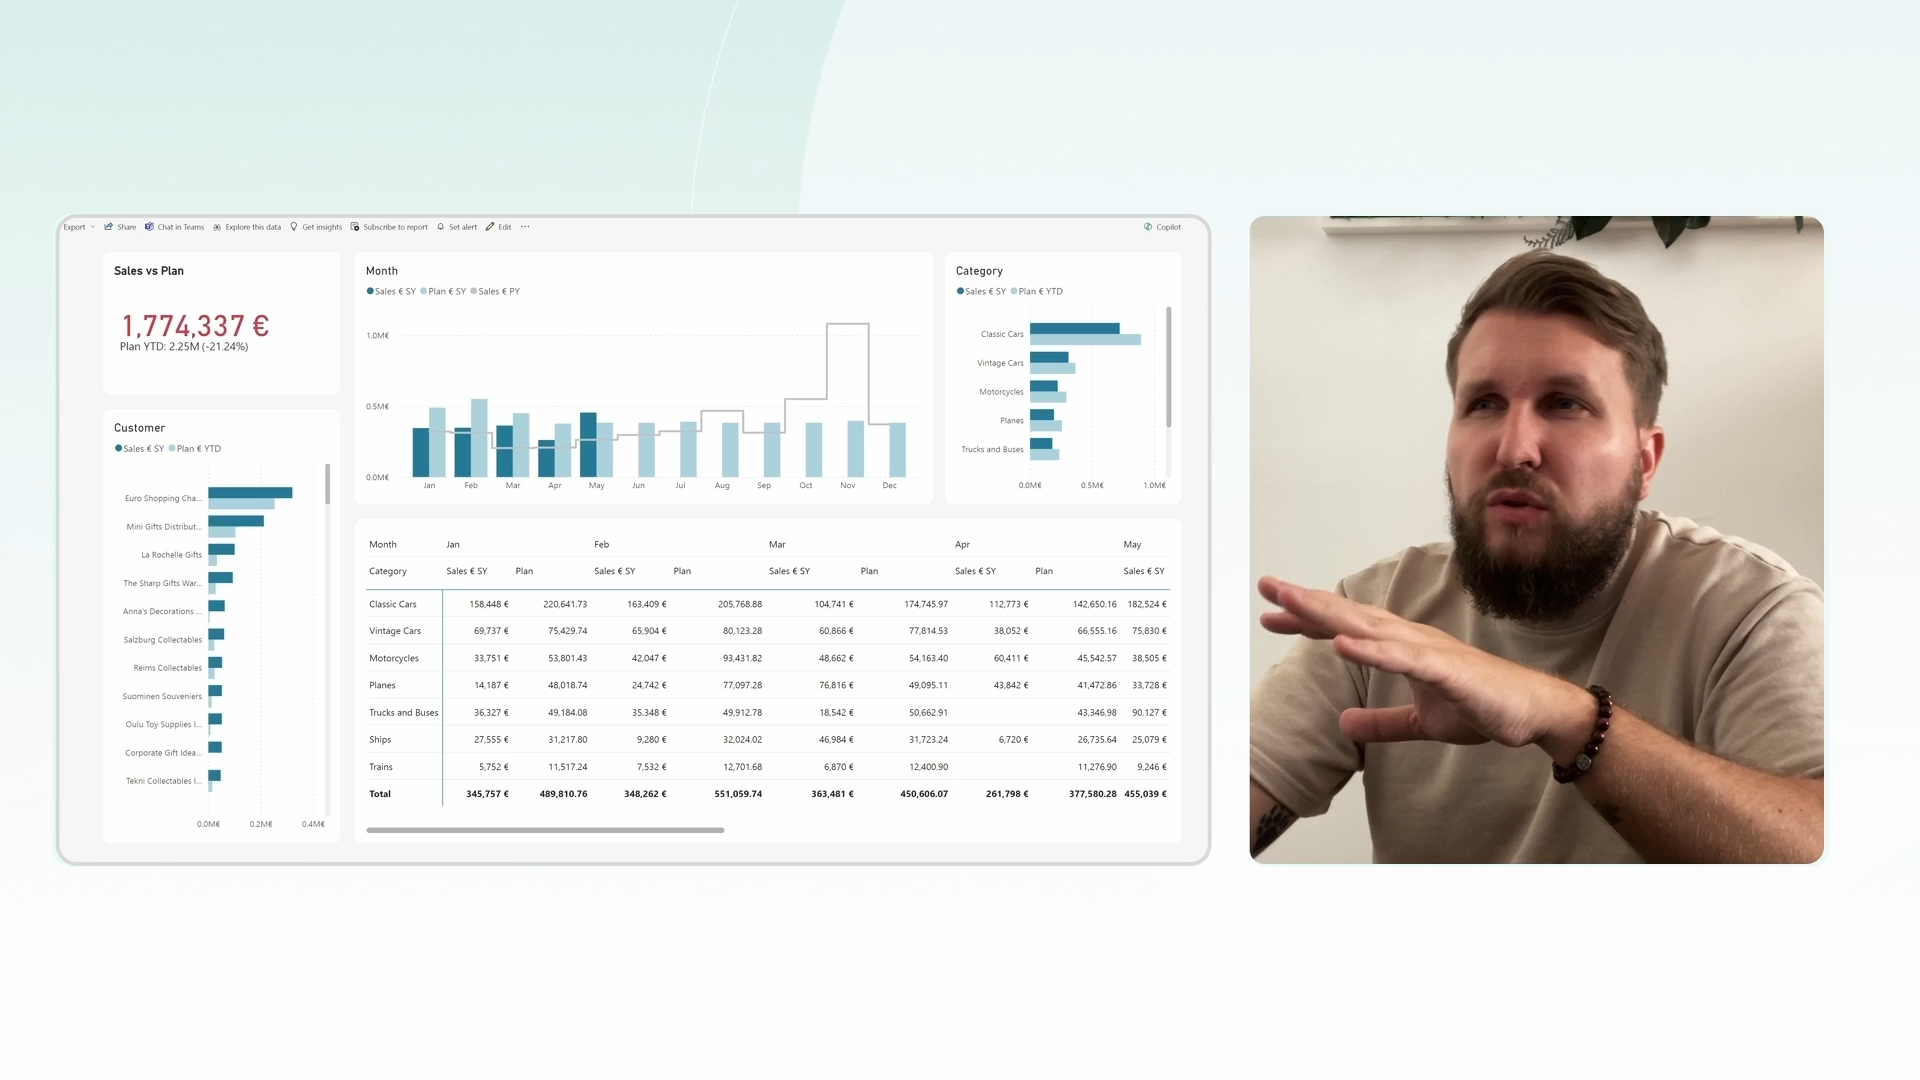 Export Share Chat in Teams Explore this data Get insights Subscribe to report Set alert Edit ... Copilot
Sales vs Plan
1,774,337 €
Plan YTD: 2.25M (-21.24%)
Customer
Sales € SY Plan € YTD
Euro Shopping Cha...
Mini Gifts Distribut...
La Rochelle Gifts
The Sharp Gifts War...
Anna's Decorations ...
Salzburg Collectables
Reims Collectables
Suominen Souveniers
Oulu Toy Supplies I...
Corporate Gift Idea...
Tekni Collectables I...
0.0M€ 0.2M€ 0.4M€
Month
Sales € SY Plan € SY Sales € PY
1.0M€
0.5M€
0.0M€
Jan Feb Mar Apr May Jun Jul Aug Sep Oct Nov Dec
Category
Sales € SY Plan € YTD
Classic Cars
Vintage Cars
Motorcycles
Planes
Trucks and Buses
0.0M€ 0.5M€ 1.0M€
Month Jan Feb Mar Apr May
Category Sales € SY Plan Sales € SY Plan Sales € SY Plan Sales € SY Plan Sales € SY
Classic Cars 158,448 € 220,641.73 163,409 € 205,768.88 104,741 € 174,745.97 112,773 € 142,650.16 182,524 €
Vintage Cars 69,737 € 75,429.74 65,904 € 80,123.28 60,866 € 77,814.53 38,052 € 66,555.16 75,830 €
Motorcycles 33,751 € 53,801.43 42,047 € 93,431.82 48,662 € 54,163.40 60,411 € 45,542.57 38,505 €
Planes 14,187 € 48,018.74 24,742 € 77,097.28 76,816 € 49,095.11 43,842 € 41,472.86 33,728 €
Trucks and Buses 36,327 € 49,184.08 35,348 € 49,912.78 18,542 € 50,662.91 43,346.98 90,127 €
Ships 27,555 € 31,217.80 9,280 € 32,024.02 46,984 € 31,723.24 6,720 € 26,735.64 25,079 €
Trains 5,752 € 11,517.24 7,532 € 12,701.68 6,870 € 12,400.90 11,276.90 9,246 €
Total 345,757 € 489,810.76 348,262 € 551,059.74 363,481 € 450,606.07 261,798 € 377,580.28 455,039 €